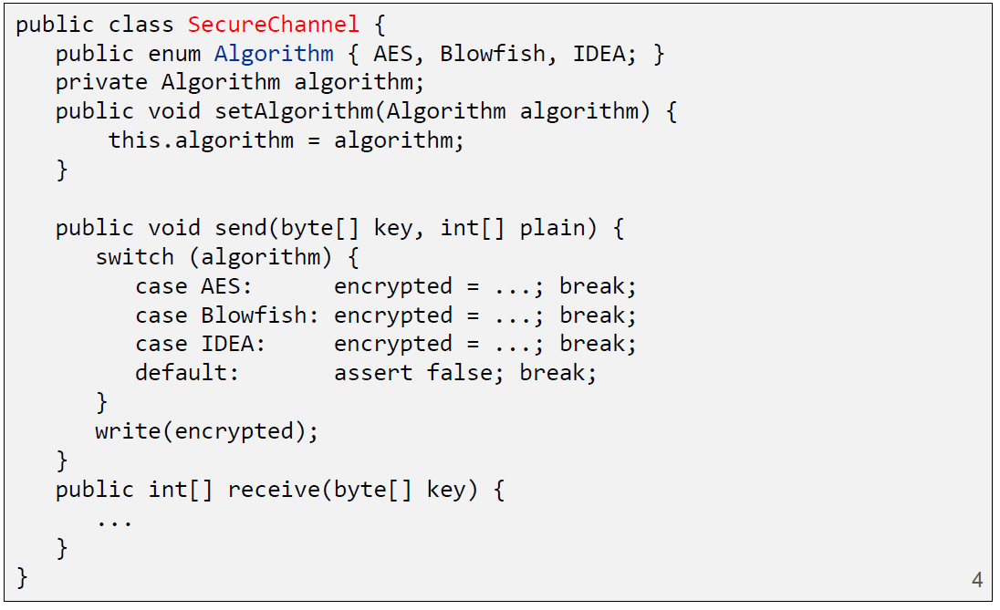 public class SecureChannel {
public enum Algorithm { AES, Blowfish, IDEA; }
private Algorithm algorithm;
public void setAlgorithm(Algorithm algorithm) {
this.algorithm = algorithm;
}
public void send(byte[] key, int[] plain) {
switch (algorithm) {
case AES: encrypted = ...; break;
case Blowfish: encrypted = ...; break;
case IDEA: encrypted = ...; break;
default: assert false; break;
}
write(encrypted);
}
public int[] receive(byte[] key) {
...
}
}
4